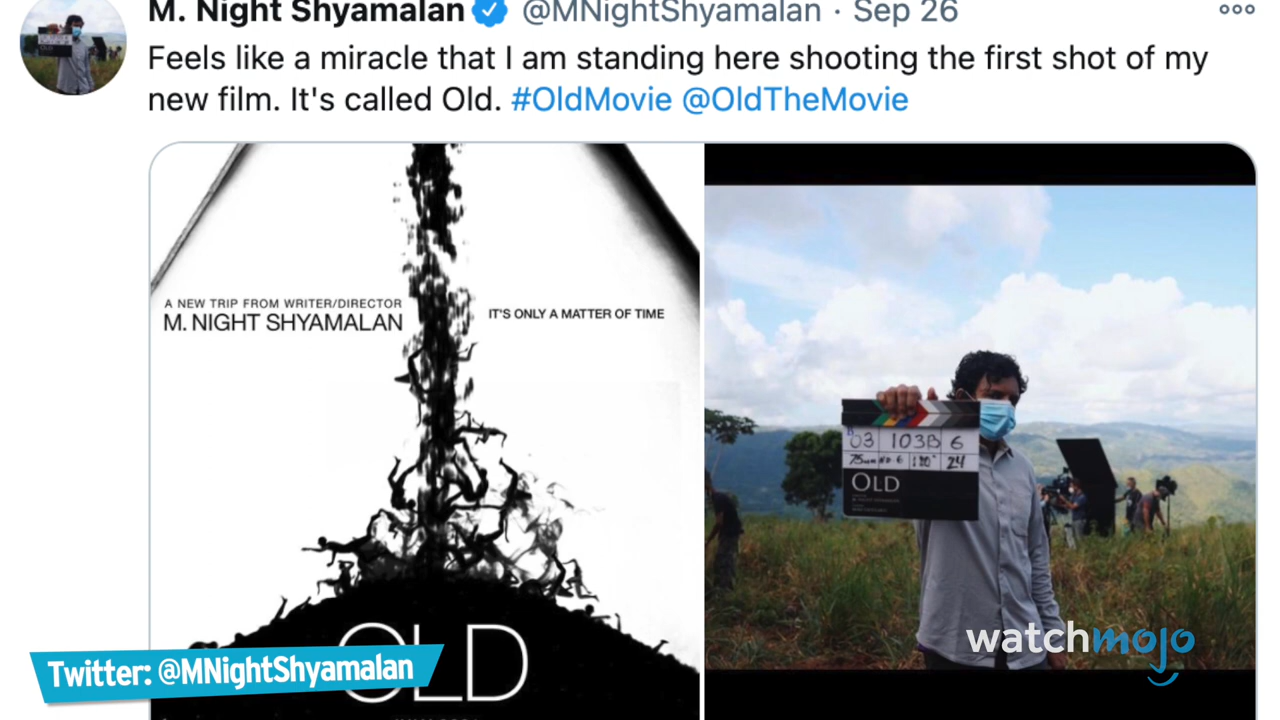 M. Night Shyamalan @MNightShyamalan · Sep 26
Feels like a miracle that I am standing here shooting the first shot of my
new film. It's called Old. #OldMovie @OldTheMovie
A NEW TRIP FROM WRITER/DIRECTOR
M. NIGHT SHYAMALAN
IT'S ONLY A MATTER OF TIME
OLD
03 103B 6
24
OLD
watchmojo
Twitter: @MNightShyamalan